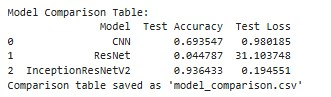 Model Comparison Table:
Model Test Accuracy Test Loss
0 CNN 0.693547 0.980185
1 ResNet 0.044787 31.103748
2 InceptionResNetV2 0.936433 0.194551
Comparison table saved as 'model_comparison.csv'